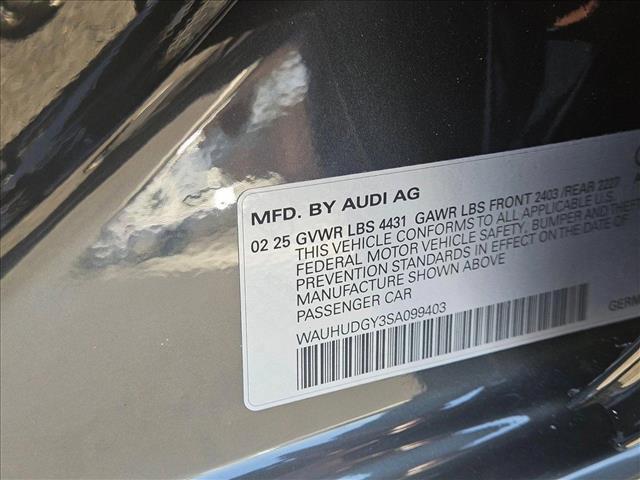 MFD. BY AUDI AG
02 25 GVWR LBS 4431 GAWR LBS FRONT 2403 /REAR 2227
THIS VEHICLE CONFORMS TO ALL APPLICABLE U.S.
FEDERAL MOTOR VEHICLE SAFETY, BUMPER AND THEFT
PREVENTION STANDARDS IN EFFECT ON THE DATE OF
MANUFACTURE SHOWN ABOVE
PASSENGER CAR
WAUHUDGY3SA099403
GERM